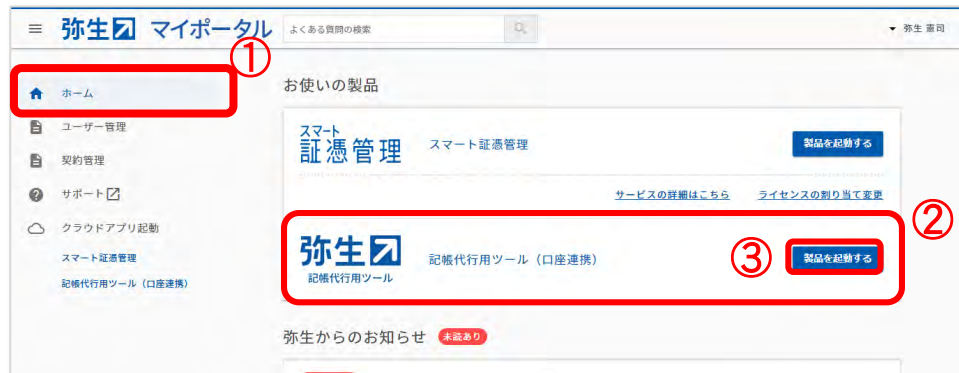 弥生 マイポータル
よくある質問の検索
弥生 憲司
①
ホーム
ユーザー管理
契約管理
サポート
クラウドアプリ起動
スマート証憑管理
記帳代行用ツール（口座連携）
お使いの製品
スマート
証憑管理
スマート証憑管理
製品を起動する
サービスの詳細はこちら
ライセンスの割り当て変更
②
弥生
記帳代行用ツール
記帳代行用ツール（口座連携）
③
製品を起動する
弥生からのお知らせ
未読あり